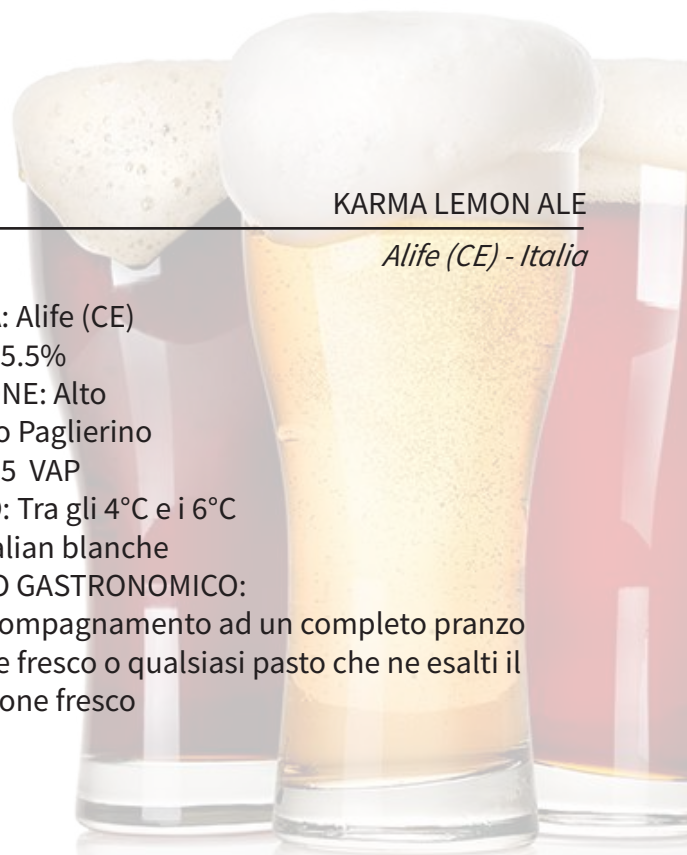 KARMA LEMON ALE
Alife (CE) - Italia
: Alife (CE)
5.5%
NE: Alto
o Paglierino
5 VAP
: Tra gli 4°C e i 6°C
alian blanche
O GASTRONOMICO:
ompagnamento ad un completo pranzo
e fresco o qualsiasi pasto che ne esalti il
one fresco